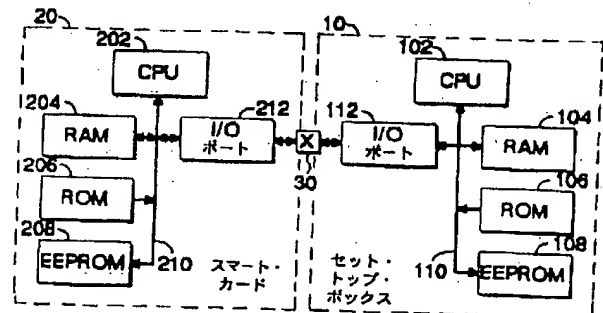 20
202
CPU
204
RAM
212
I/O
ポート
206
ROM
208
EEPROM
210
スマート・
カード
X
30
10
102
CPU
112
I/O
ポート
104
RAM
106
ROM
108
EEPROM
110
セット・
トップ・
ボックス